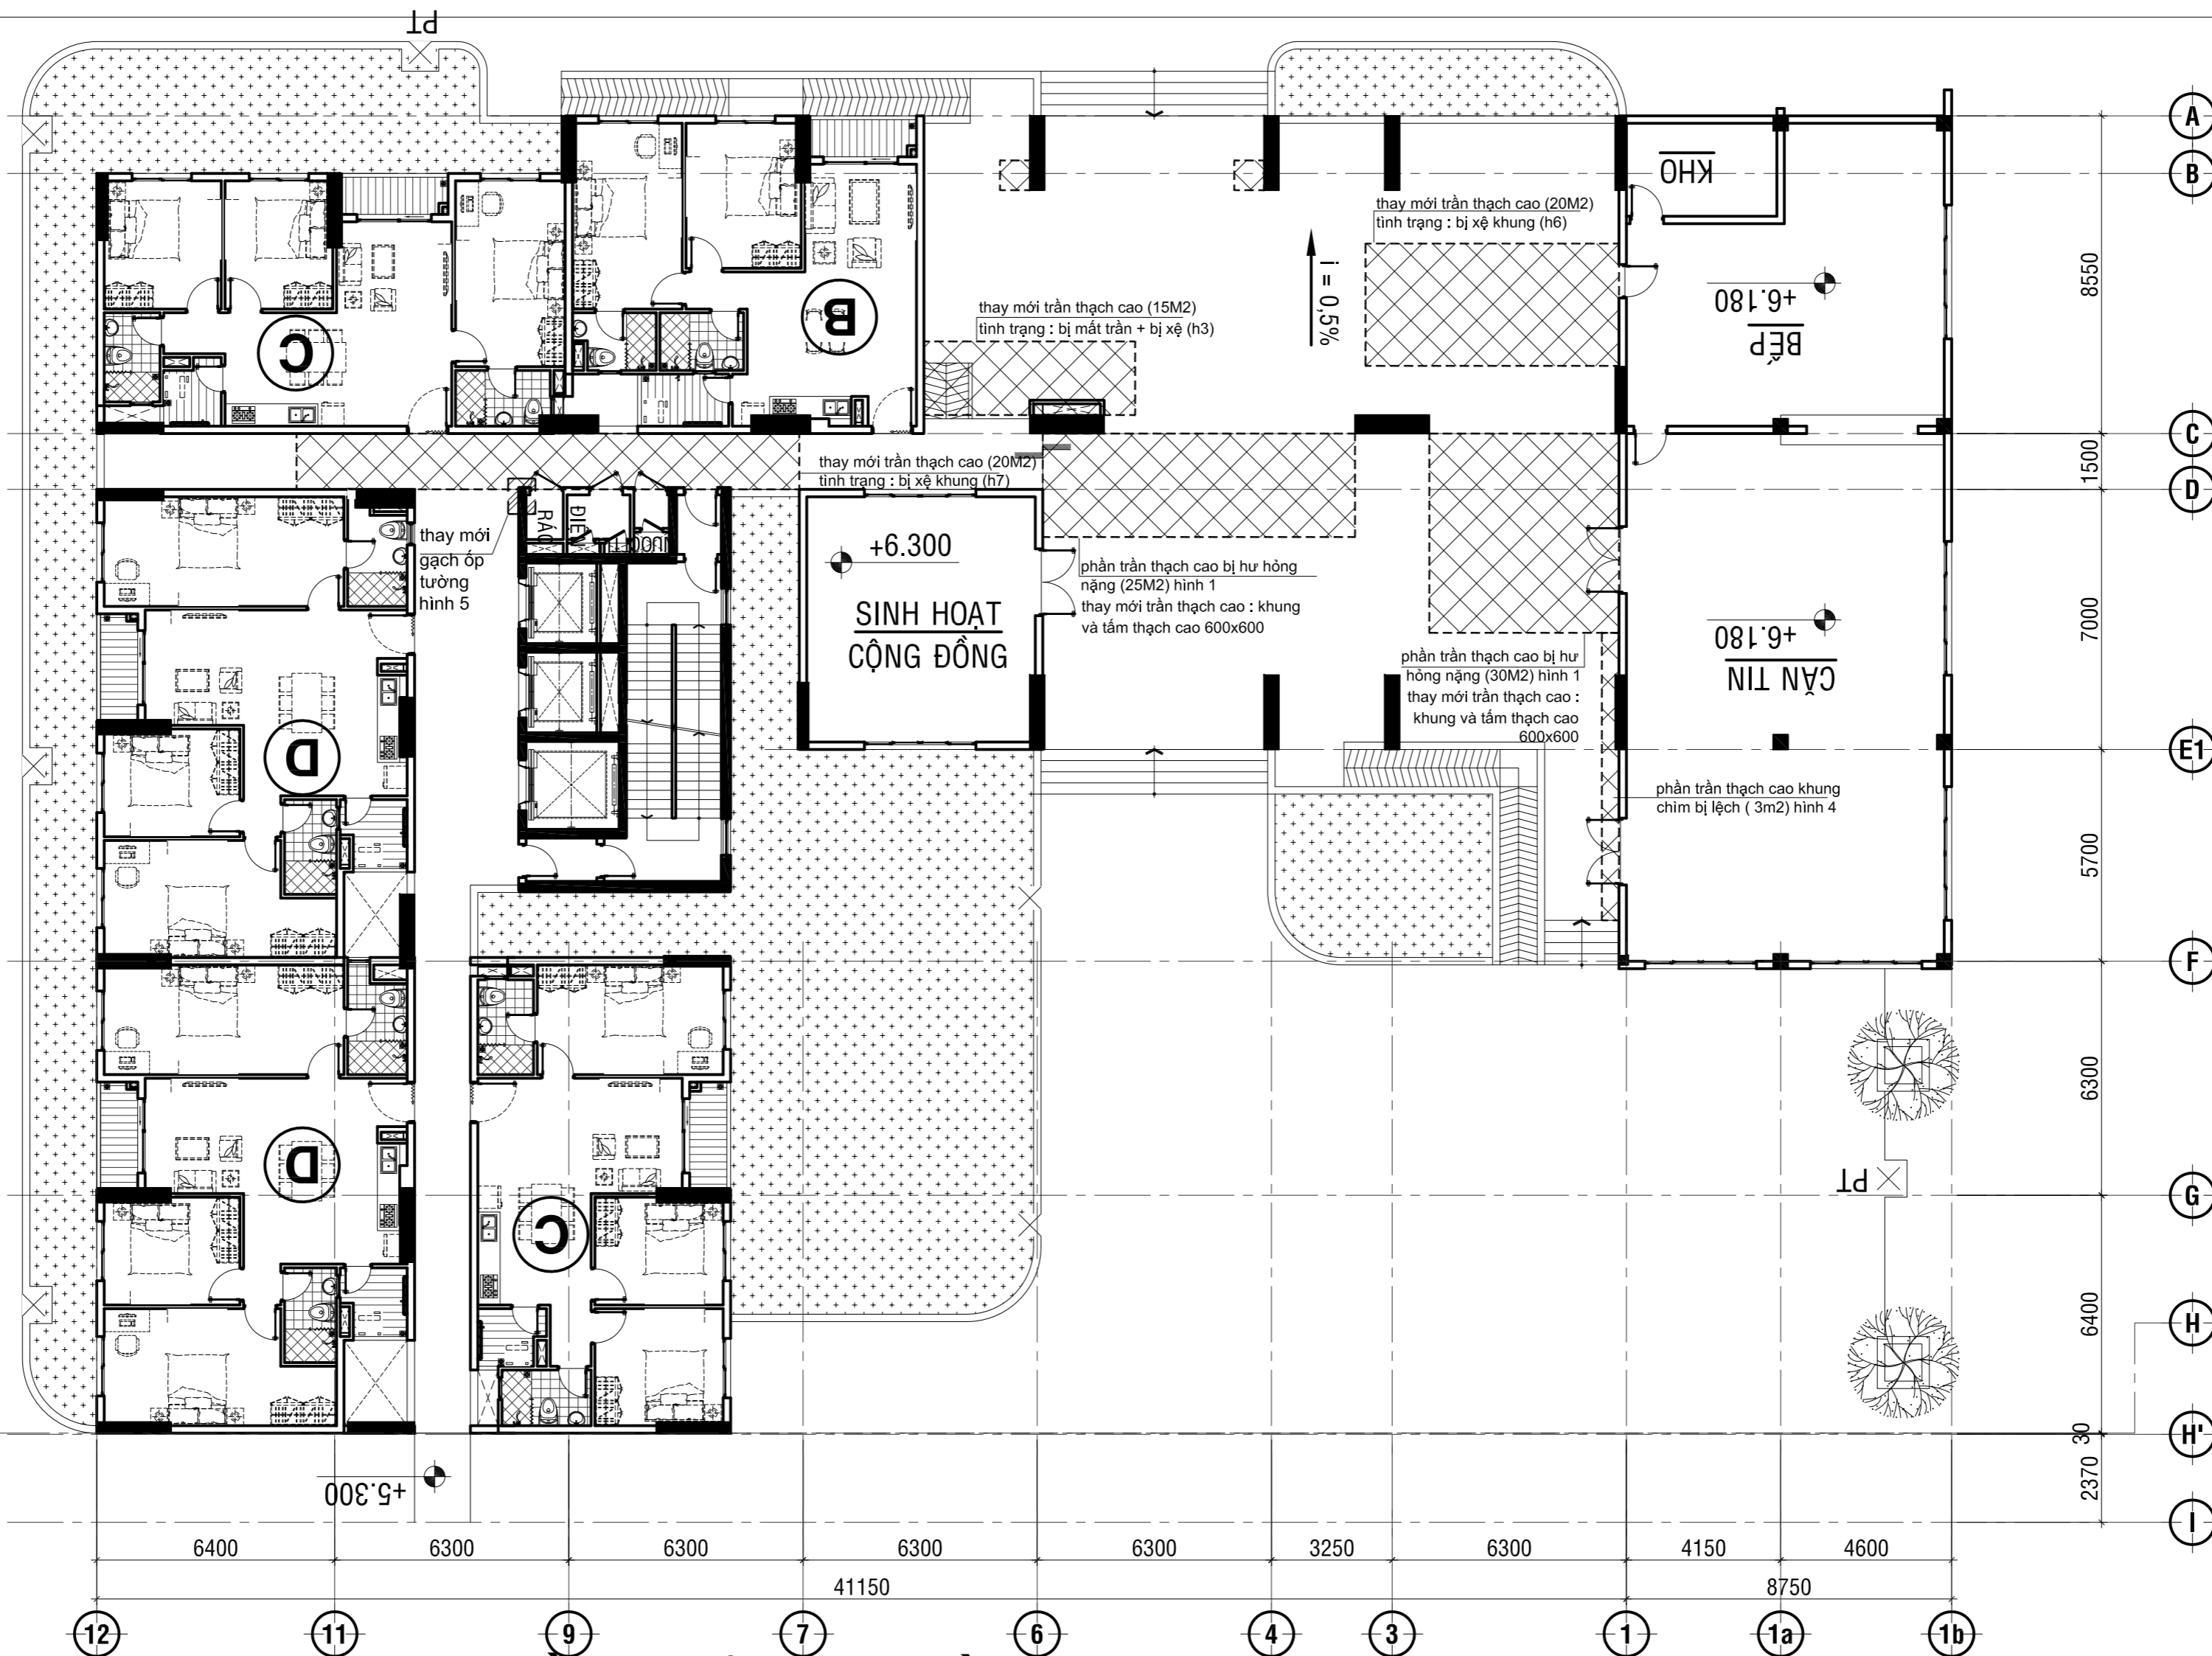 PT
A
B
KHO
thay mới trần thạch cao (20M2)
tình trạng : bị xệ khung (h6)
i = 0,5%
8550
+6.180
BẾP
B
C
thay mới trần thạch cao (15M2)
tình trạng : bị mất trần + bị xệ (h3)
C
1500
D
thay mới trần thạch cao (20M2)
tình trạng : bị xệ khung (h7)
thay mới
gạch ốp
tường
hình 5
RÁC
ĐIỆN
+6.300
SINH HOẠT
CỘNG ĐỒNG
phần trần thạch cao bị hư hỏng
nặng (25M2) hình 1
thay mới trần thạch cao : khung
và tấm thạch cao 600x600
7000
+6.180
CĂN TIN
phần trần thạch cao bị hư
hỏng nặng (30M2) hình 1
thay mới trần thạch cao :
khung và tấm thạch cao
600x600
D
E1
phần trần thạch cao khung
chìm bị lệch ( 3m2) hình 4
5700
F
6300
D
C
PT
G
6400
H
30
H'
2370
+5.300
I
6400
6300
6300
6300
6300
3250
6300
4150
4600
41150
8750
12
11
9
7
6
4
3
1
1a
1b